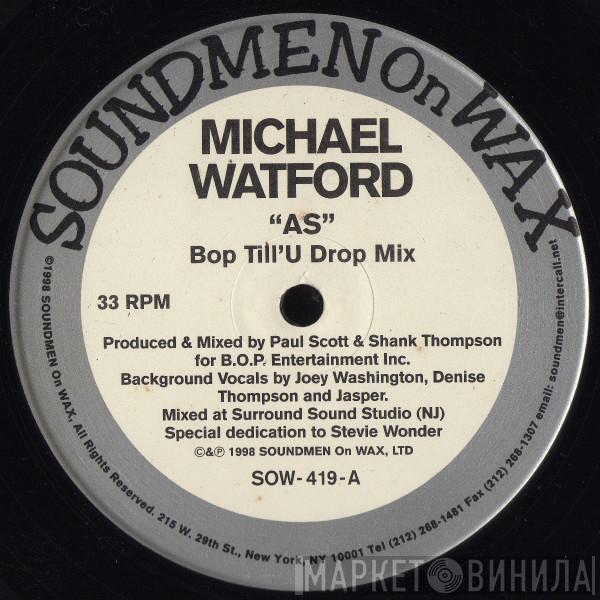 SOUNDMEN On WAX
MICHAEL
WATFORD
“AS”
Bop Till'U Drop Mix
33 RPM
Produced & Mixed by Paul Scott & Shank Thompson
for B.O.P. Entertainment Inc.
Background Vocals by Joey Washington, Denise
Thompson and Jasper.
Mixed at Surround Sound Studio (NJ)
Special dedication to Stevie Wonder
©&℗ 1998 SOUNDMEN On WAX, LTD
SOW-419-A
©1998 SOUNDMEN On WAX, All Rights Reserved. 215 W. 29th St., New York, NY 10001 Tel (212) 268-1481 Fax (212) 268-1307 email: soundmen@intercall.net
МАРКЕТ ВИНИЛА